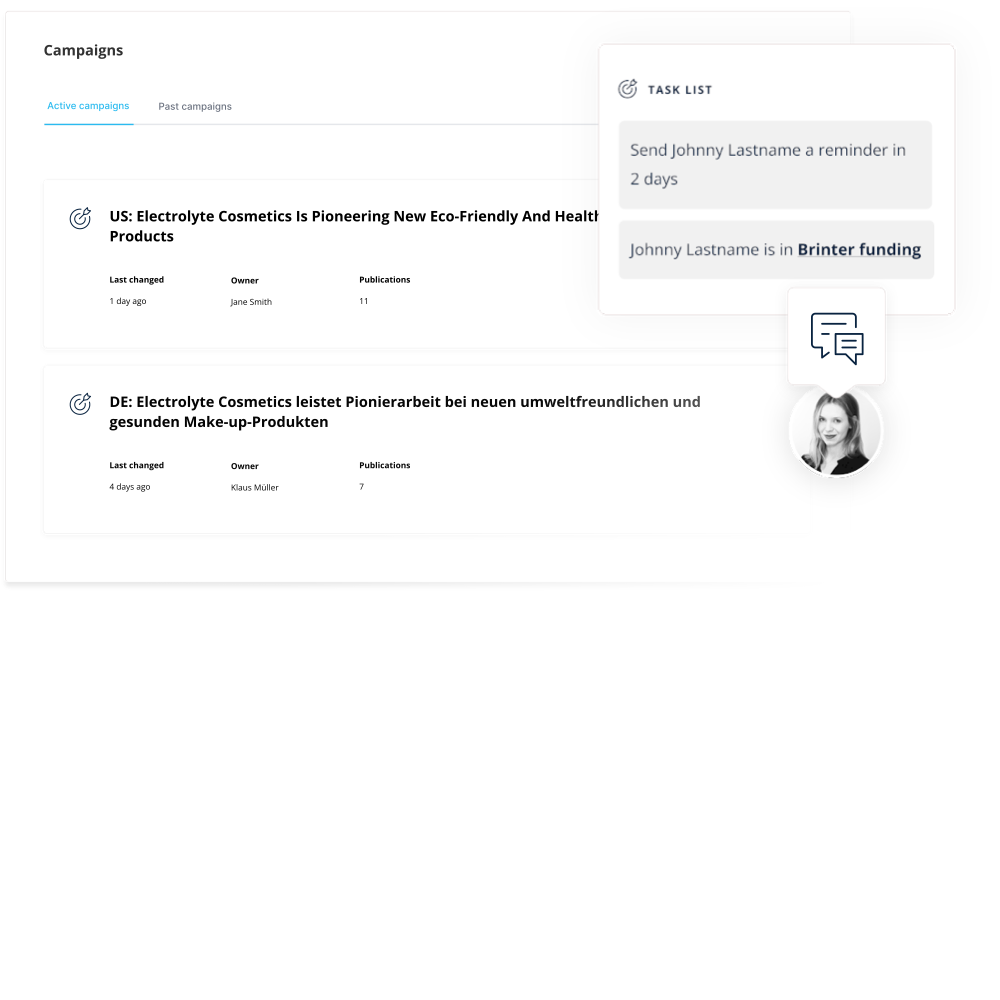 Campaigns
Active campaigns
Past campaigns
US: Electrolyte Cosmetics Is Pioneering New Eco-Friendly And
Products
Last changed
Owner
Publications
1 day ago
Jane Smith
11
DE: Electrolyte Cosmetics leistet Pionierarbeit bei neuen umweltfreundlichen und
gesunden Make-up-Produkten
Last changed
Owner
Publications
4 days ago
Klaus Müller
7
TASK LIST
Send Johnny Lastname a reminder in
2 days
Johnny Lastname is in Brinter funding